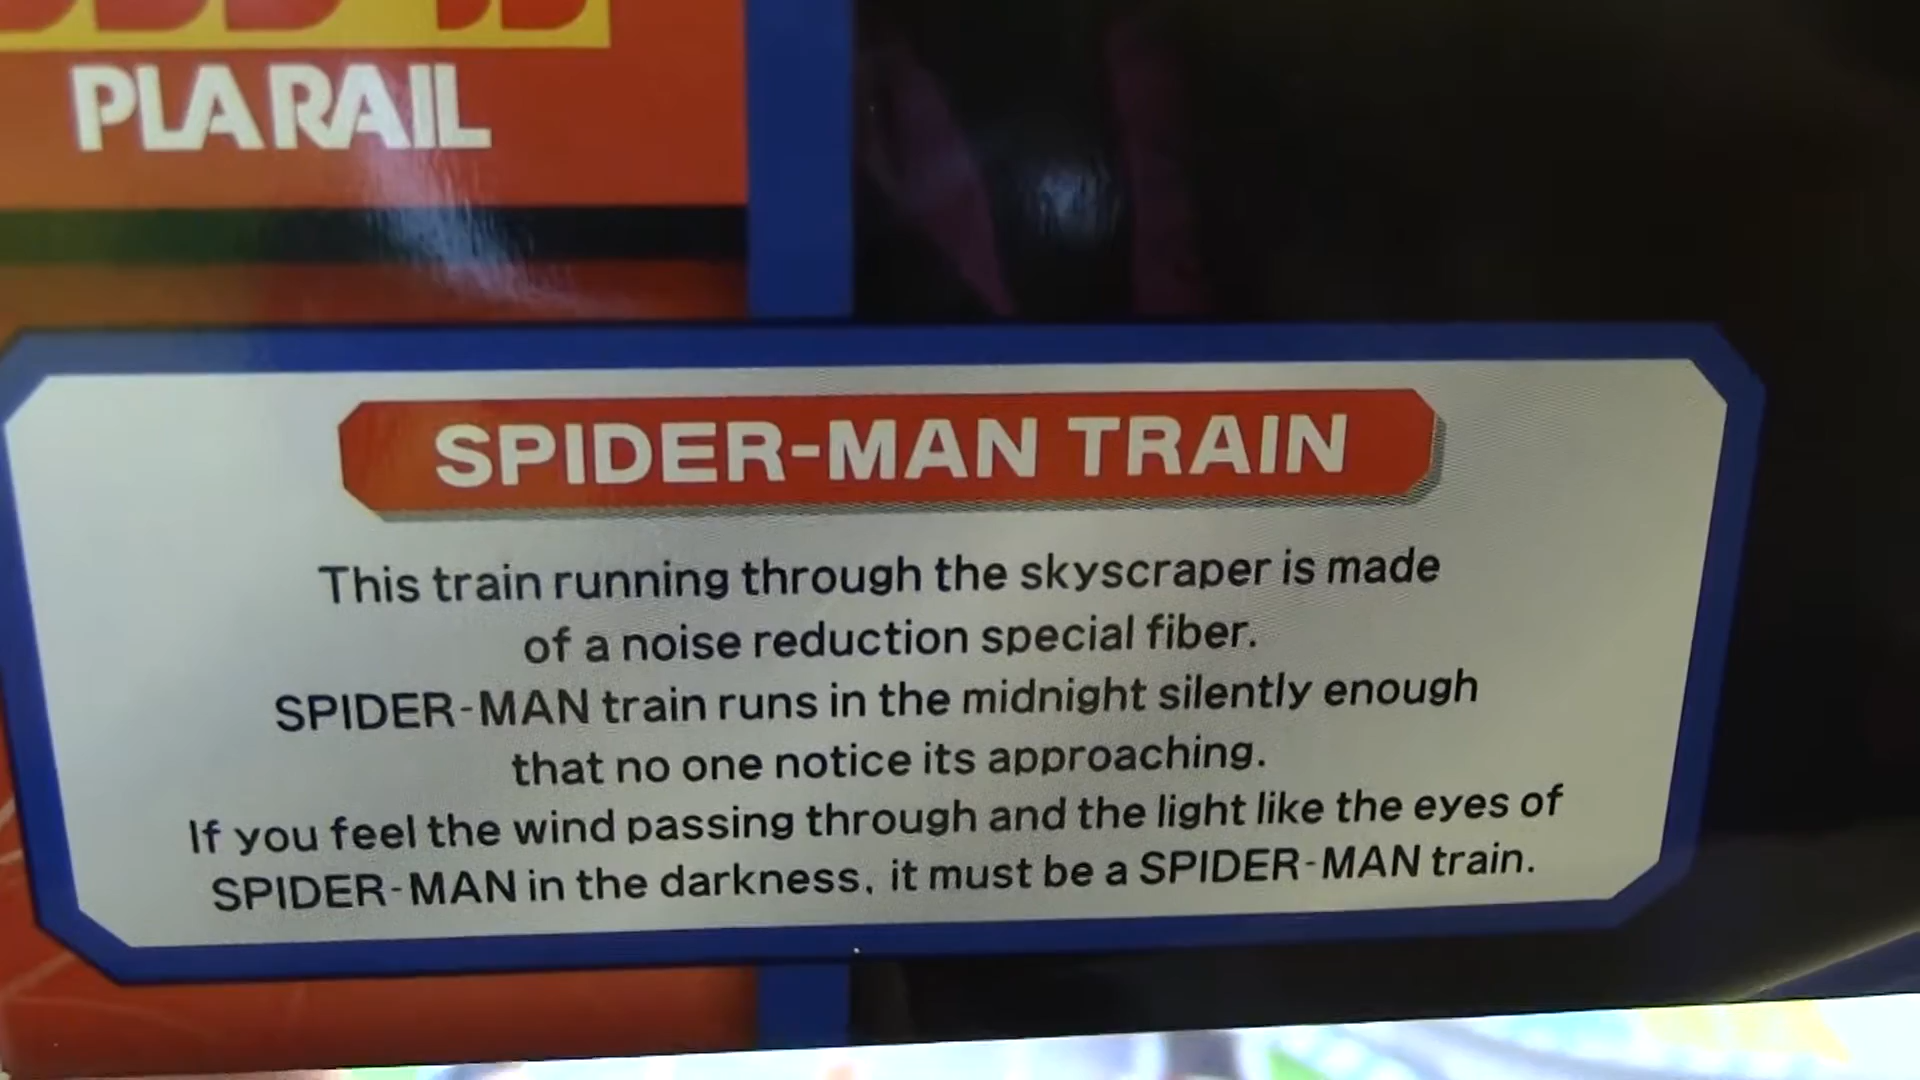 PLARAIL
SPIDER-MAN TRAIN
This train running through the skyscraper is made
of a noise reduction special fiber.
SPIDER-MAN train runs in the midnight silently enough
that no one notice its approaching.
If you feel the wind passing through and the light like the eyes of
SPIDER-MAN in the darkness, it must be a SPIDER-MAN train.